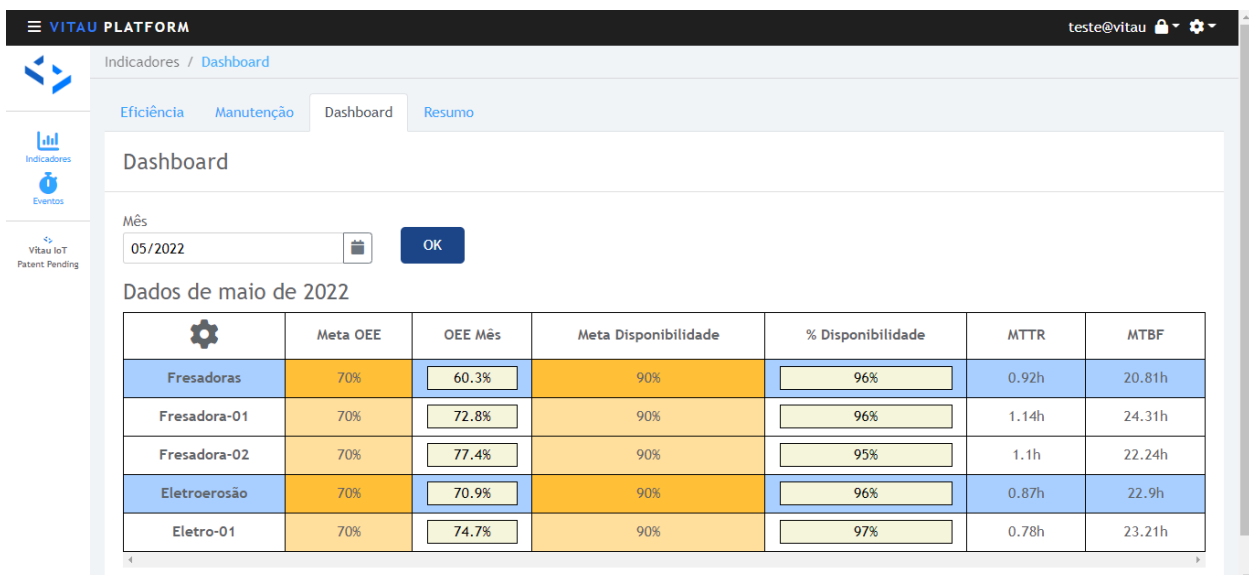 VITAU PLATFORM
teste@vitau
Indicadores / Dashboard
Eficiência Manutenção Dashboard Resumo
Indicadores
Eventos
Vitau IoT
Patent Pending
Dashboard
Mês
05/2022 OK
Dados de maio de 2022
Meta OEE OEE Mês Meta Disponibilidade % Disponibilidade MTTR MTBF
Fresadoras 70% 60.3% 90% 96% 0.92h 20.81h
Fresadora-01 70% 72.8% 90% 96% 1.14h 24.31h
Fresadora-02 70% 77.4% 90% 95% 1.1h 22.24h
Eletroerosão 70% 70.9% 90% 96% 0.87h 22.9h
Eletro-01 70% 74.7% 90% 97% 0.78h 23.21h